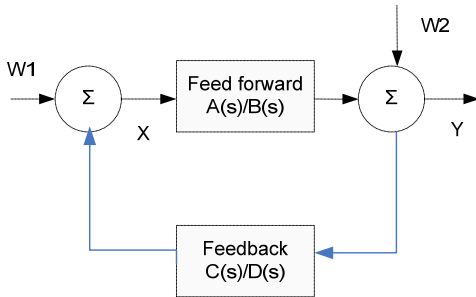 W2
W1
Σ
Feed forward
A(s)/B(s)
Σ
X
Y
Feedback
C(s)/D(s)